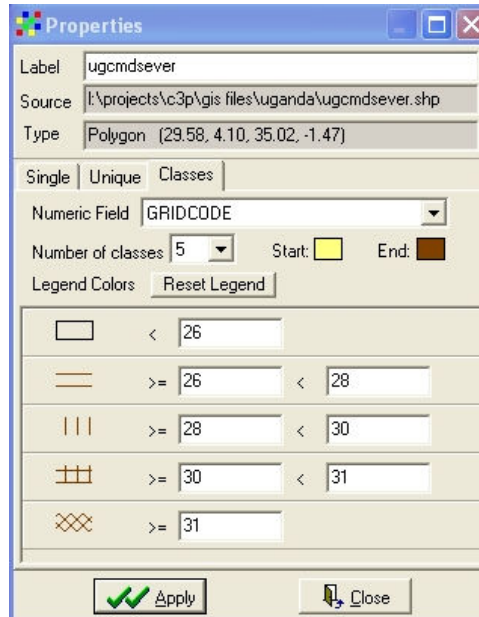 Properties
Label ugcmdsever
Source I:\projects\c3p\gis files\uganda\ugcmdsever.shp
Type Polygon (29.58, 4.10, 35.02, -1.47)
Single Unique Classes
Numeric Field GRIDCODE
Number of classes 5 Start: End:
Legend Colors Reset Legend
< 26
>= 26 < 28
>= 28 < 30
>= 30 < 31
>= 31
Apply Close